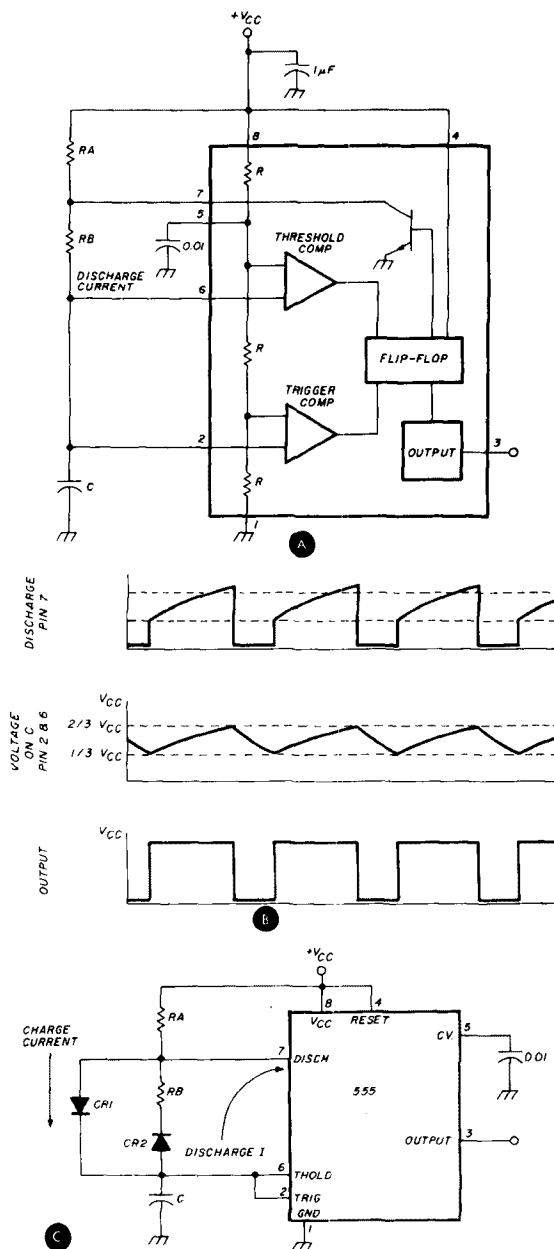 +VCC
1µF
RA
8
4
R
7
5
0.01
THRESHOLD
COMP
RB
DISCHARGE
CURRENT
6
R
FLIP-FLOP
TRIGGER
COMP
2
OUTPUT
3
C
R
1
A
DISCHARGE
PIN 7
VOLTAGE
ON C
PIN 2 & 6
VCC
2/3 VCC
1/3 VCC
OUTPUT
VCC
B
+VCC
8
4
VCC
RESET
RA
CHARGE
CURRENT
7
DISCH
CV
5
0.01
RB
555
CR1
CR2
DISCHARGE I
OUTPUT
3
6
THOLD
2
TRIG
C
GND
1
C